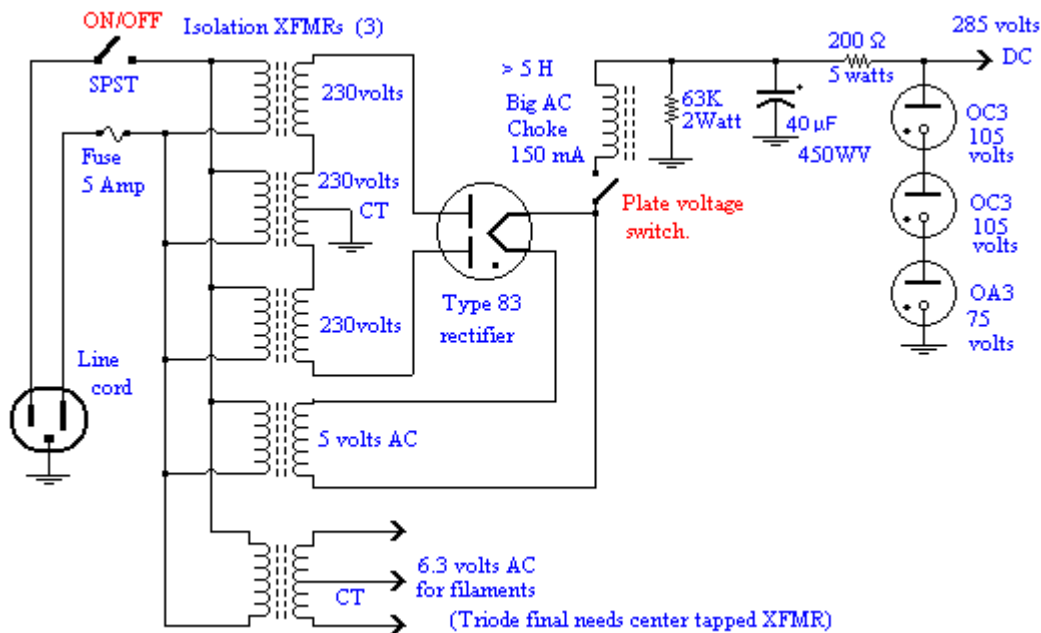 ON/OFF
Isolation XFMRs (3)
SPST
230volts
Fuse
5 Amp
230volts
CT
230volts
Line
cord
5 volts AC
CT
6.3 volts AC
for filaments
(Triode final needs center tapped XFMR)
Type 83
rectifier
> 5 H
Big AC
Choke
150 mA
Plate voltage
switch.
63K
2Watt
40 μF
450WV
200 Ω
5 watts
285 volts
DC
OC3
105
volts
OC3
105
volts
OA3
75
volts